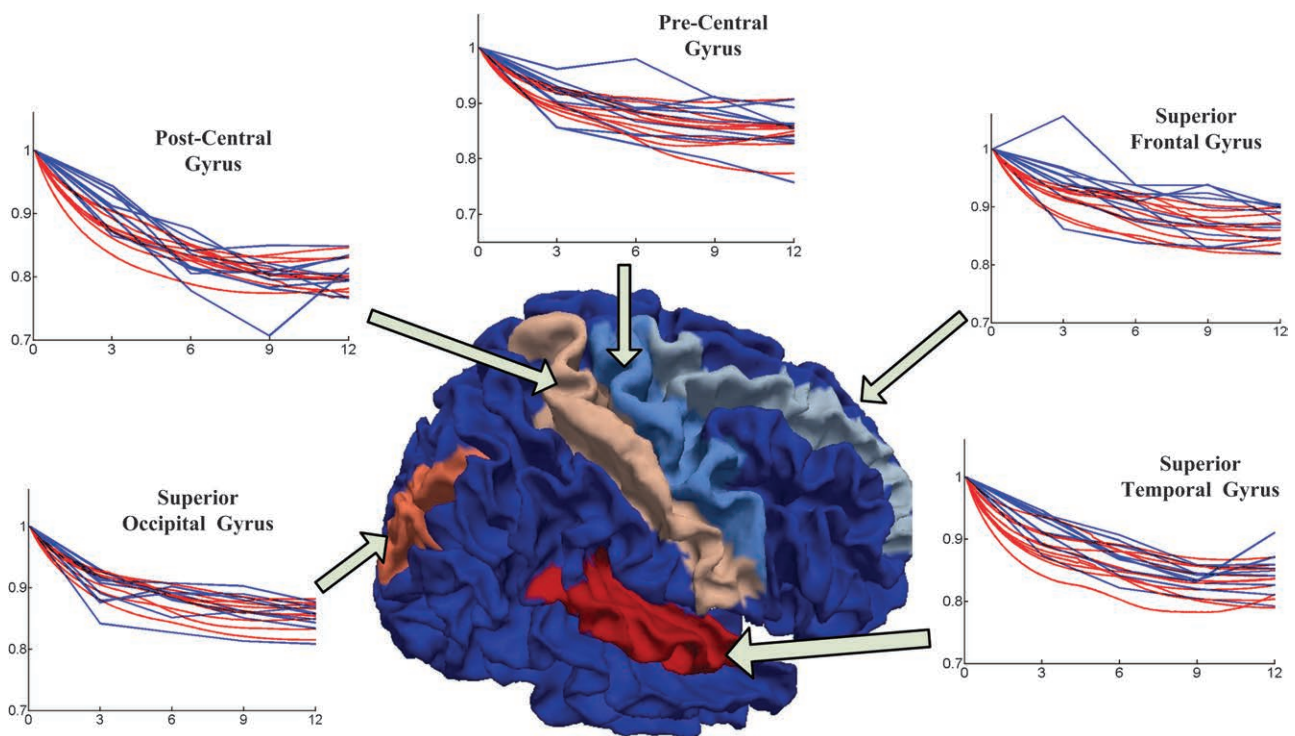 Pre-Central
Gyrus
1
0.9
0.8
0.7
0 3 6 9 12
Post-Central
Gyrus
1
0.9
0.8
0.7
0 3 6 9 12
Superior
Frontal Gyrus
1
0.9
0.8
0.7
0 3 6 9 12
Superior
Occipital Gyrus
1
0.9
0.8
0.7
0 3 6 9 12
Superior
Temporal Gyrus
1
0.9
0.8
0.7
0 3 6 9 12